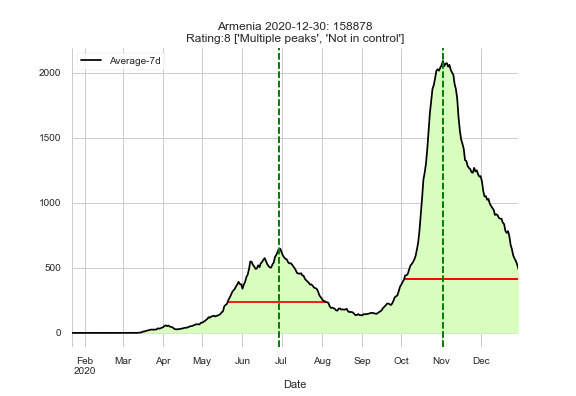 Armenia 2020-12-30: 158878
Rating:8 ['Multiple peaks', 'Not in control']
Average-7d
2000
1500
1000
500
0
Feb Mar Apr May Jun Jul Aug Sep Oct Nov Dec
2020
Date